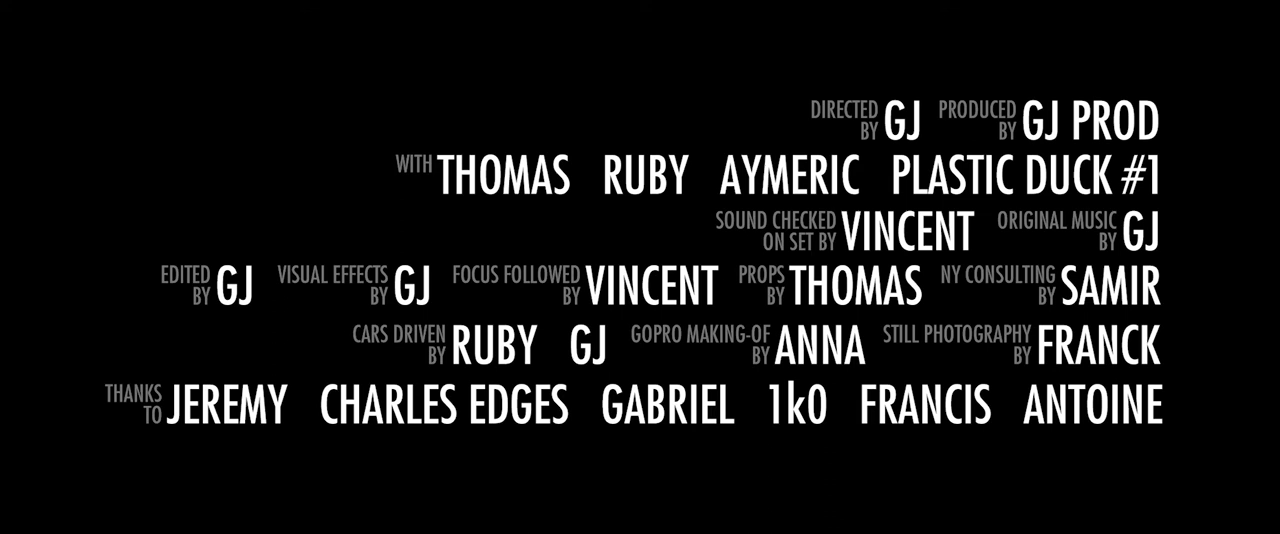 DIRECTED BY GJ PRODUCED BY GJ PROD
WITH THOMAS RUBY AYMERIC PLASTIC DUCK #1
SOUND CHECKED ON SET BY VINCENT ORIGINAL MUSIC BY GJ
EDITED BY GJ VISUAL EFFECTS BY GJ FOCUS FOLLOWED BY VINCENT PROPS BY THOMAS NY CONSULTING BY SAMIR
CARS DRIVEN BY RUBY GJ GOPRO MAKING-OF BY ANNA STILL PHOTOGRAPHY BY FRANCK
THANKS TO JEREMY CHARLES EDGES GABRIEL 1k0 FRANCIS ANTOINE